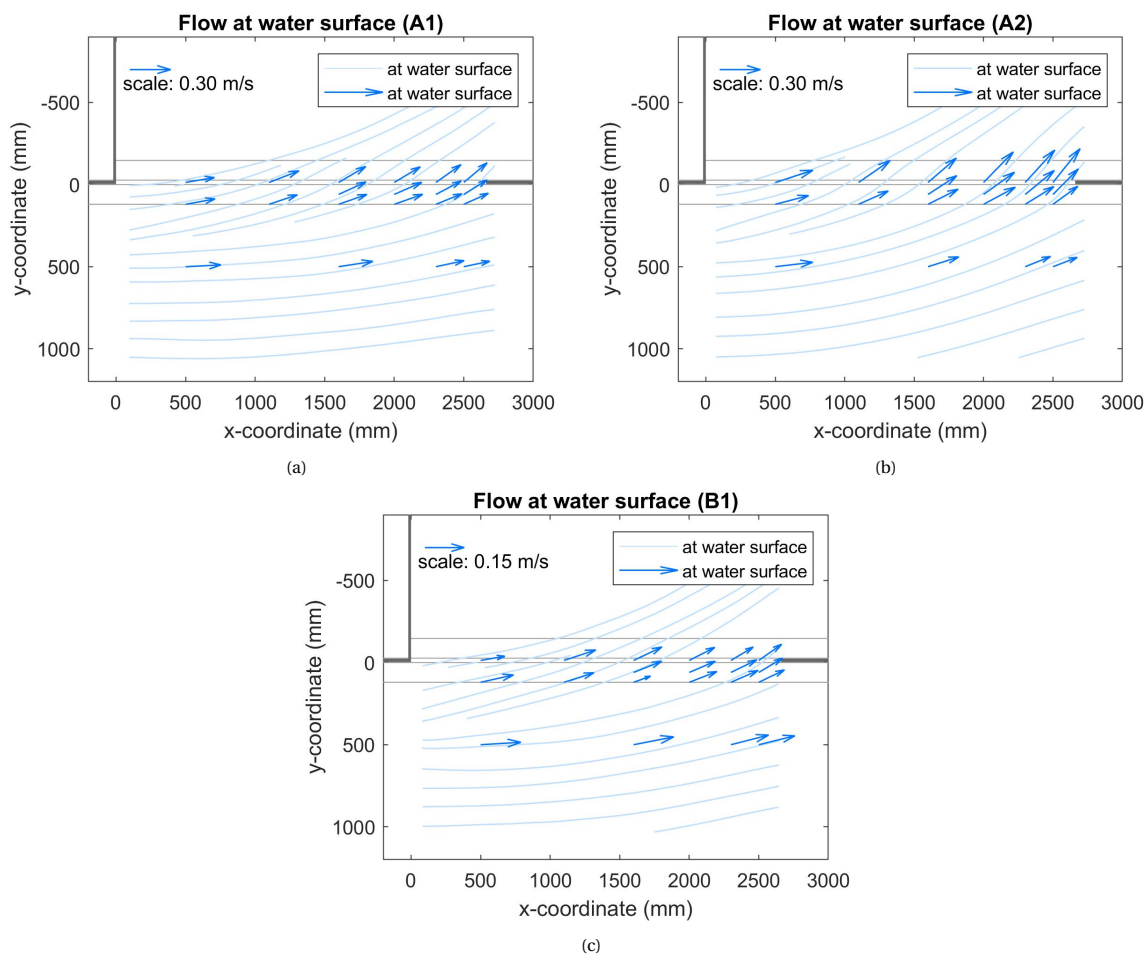 Flow at water surface (A1)
scale: 0.30 m/s
at water surface
at water surface
-500
0
500
1000
y-coordinate (mm)
0 500 1000 1500 2000 2500 3000
x-coordinate (mm)
(a)
Flow at water surface (A2)
scale: 0.30 m/s
at water surface
at water surface
-500
0
500
1000
y-coordinate (mm)
0 500 1000 1500 2000 2500 3000
x-coordinate (mm)
(b)
Flow at water surface (B1)
scale: 0.15 m/s
at water surface
at water surface
-500
0
500
1000
y-coordinate (mm)
0 500 1000 1500 2000 2500 3000
x-coordinate (mm)
(c)